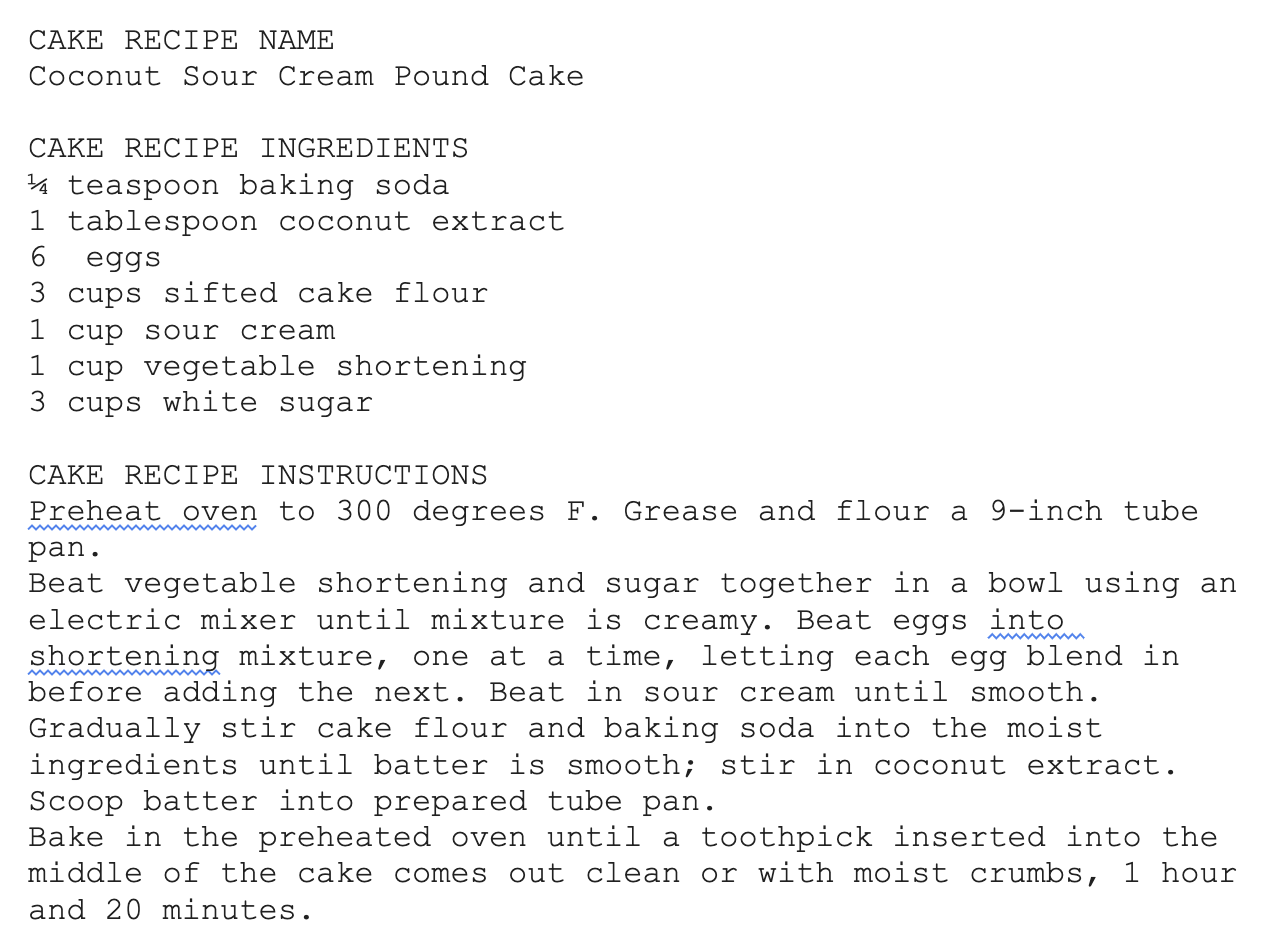 CAKE RECIPE NAME
Coconut Sour Cream Pound Cake
CAKE RECIPE INGREDIENTS
¼ teaspoon baking soda
1 tablespoon coconut extract
6  eggs
3 cups sifted cake flour
1 cup sour cream
1 cup vegetable shortening
3 cups white sugar
CAKE RECIPE INSTRUCTIONS
Preheat oven to 300 degrees F. Grease and flour a 9-inch tube
pan.
Beat vegetable shortening and sugar together in a bowl using an
electric mixer until mixture is creamy. Beat eggs into
shortening mixture, one at a time, letting each egg blend in
before adding the next. Beat in sour cream until smooth.
Gradually stir cake flour and baking soda into the moist
ingredients until batter is smooth; stir in coconut extract.
Scoop batter into prepared tube pan.
Bake in the preheated oven until a toothpick inserted into the
middle of the cake comes out clean or with moist crumbs, 1 hour
and 20 minutes.